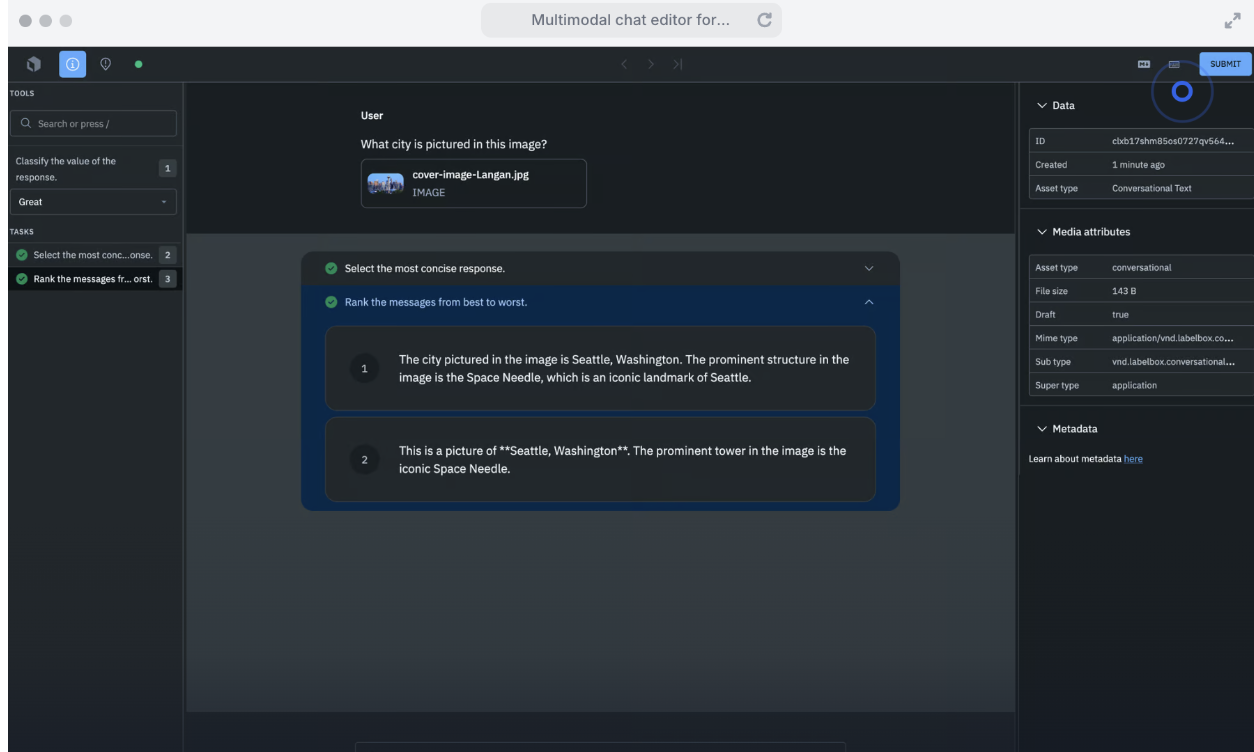 Multimodal chat editor for...
SUBMIT
TOOLS
Search or press /
Classify the value of the
response.
1
Great
TASKS
Select the most conc...onse. 2
Rank the messages fr... orst. 3
User
What city is pictured in this image?
cover-image-Langan.jpg
IMAGE
Select the most concise response.
Rank the messages from best to worst.
1
The city pictured in the image is Seattle, Washington. The prominent structure in the
image is the Space Needle, which is an iconic landmark of Seattle.
2
This is a picture of **Seattle, Washington**. The prominent tower in the image is the
iconic Space Needle.
Data
ID clxb17shm85os0727qv564...
Created 1 minute ago
Asset type Conversational Text
Media attributes
Asset type conversational
File size 143 B
Draft true
Mime type application/vnd.labelbox.co...
Sub type vnd.labelbox.conversational...
Super type application
Metadata
Learn about metadata here